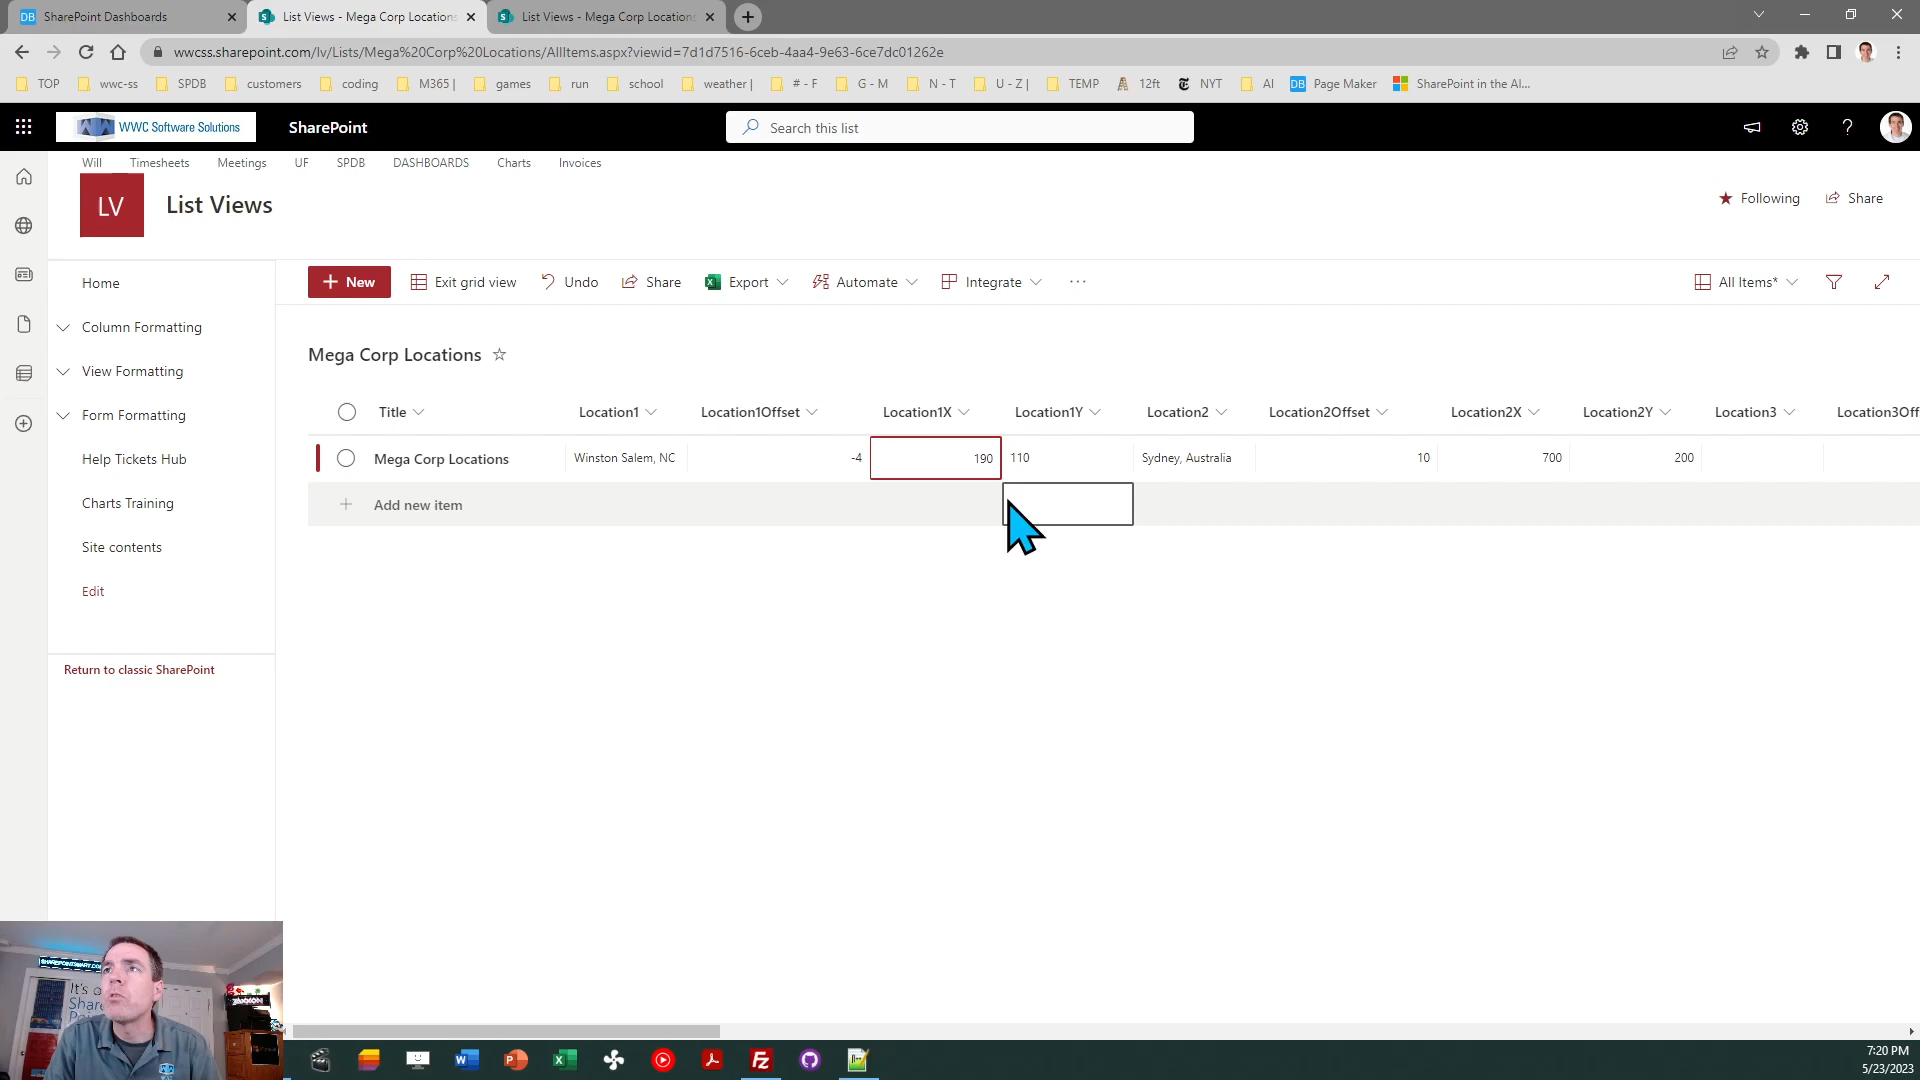 DB SharePoint Dashboards
List Views - Mega Corp Locations
List Views - Mega Corp Locations
wwcss.sharepoint.com/lv/Lists/Mega%20Corp%20Locations/AllItems.aspx?viewid=7d1d7516-6ceb-4aa4-9e63-6ce7dc01262e
TOP wwc-ss SPDB customers coding M365 | games run school weather | # - F G - M N - T U - Z | TEMP 12ft NYT AI DB Page Maker SharePoint in the AI...
WWC Software Solutions SharePoint Search this list ?
Will Timesheets Meetings UF SPDB DASHBOARDS Charts Invoices
LV List Views Following Share
Home
Column Formatting
View Formatting
Form Formatting
Help Tickets Hub
Charts Training
Site contents
Edit
Return to classic SharePoint
+ New Exit grid view Undo Share Export Automate Integrate ... All Items*
Mega Corp Locations
Title Location1 Location1Offset Location1X Location1Y Location2 Location2Offset Location2X Location2Y Location3 Location3Off
Mega Corp Locations Winston Salem, NC -4 190 110 Sydney, Australia 10 700 200
+ Add new item
It's
Share
ZAXXON
7:20 PM
5/23/2023